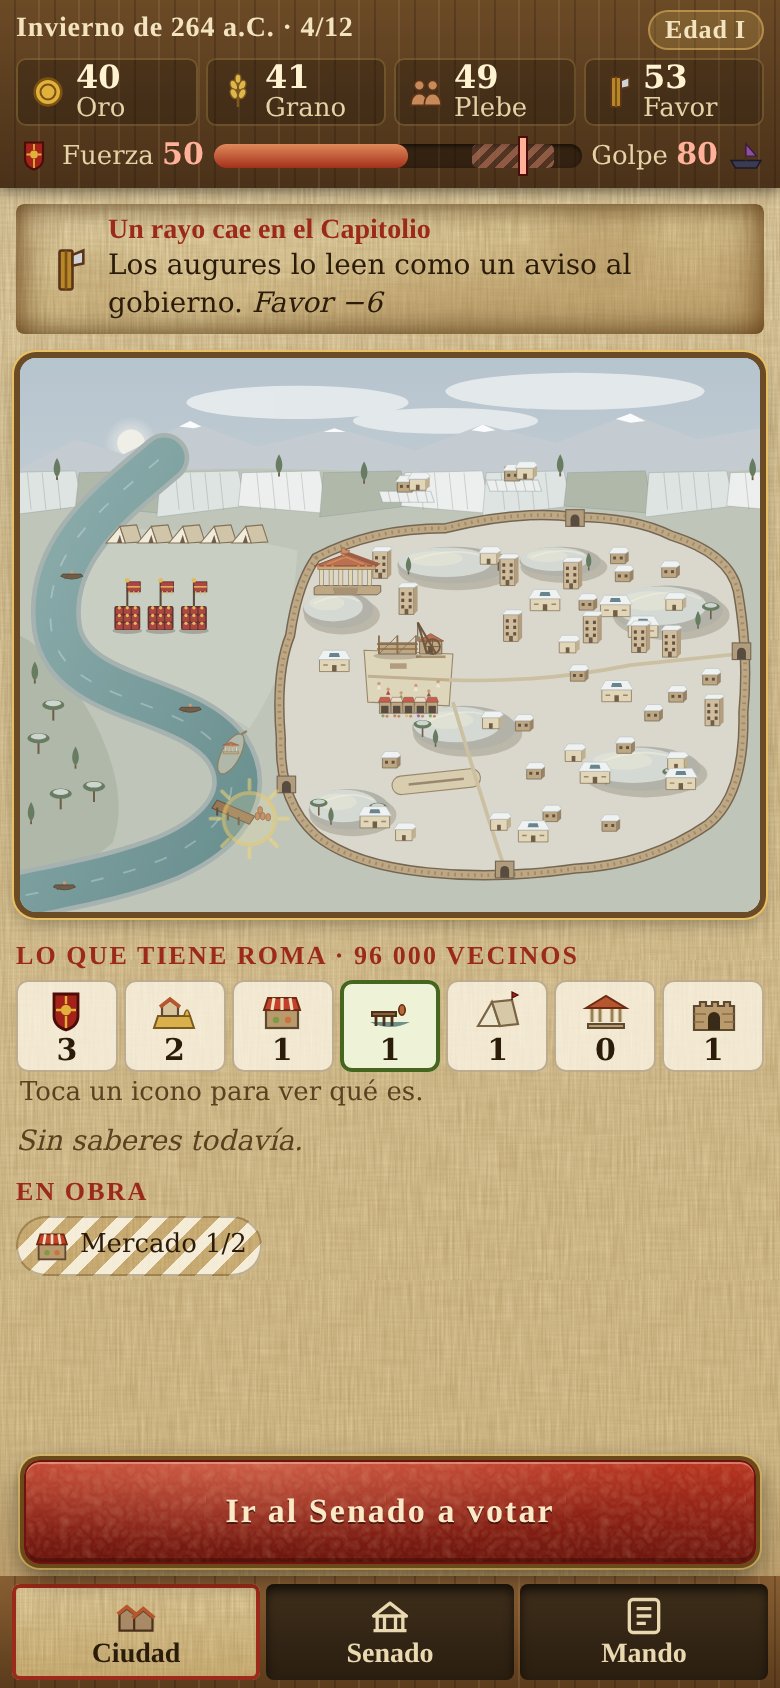 Invierno de 264 a.C. · 4/12
Edad I
40
Oro
41
Grano
49
Plebe
53
Favor
Fuerza 50
Golpe 80
Un rayo cae en el Capitolio
Los augures lo leen como un aviso al
gobierno. Favor −6
LO QUE TIENE ROMA · 96 000 VECINOS
3
2
1
1
1
0
1
Toca un icono para ver qué es.
Sin saberes todavía.
EN OBRA
Mercado 1/2
Ir al Senado a votar
Ciudad
Senado
Mando